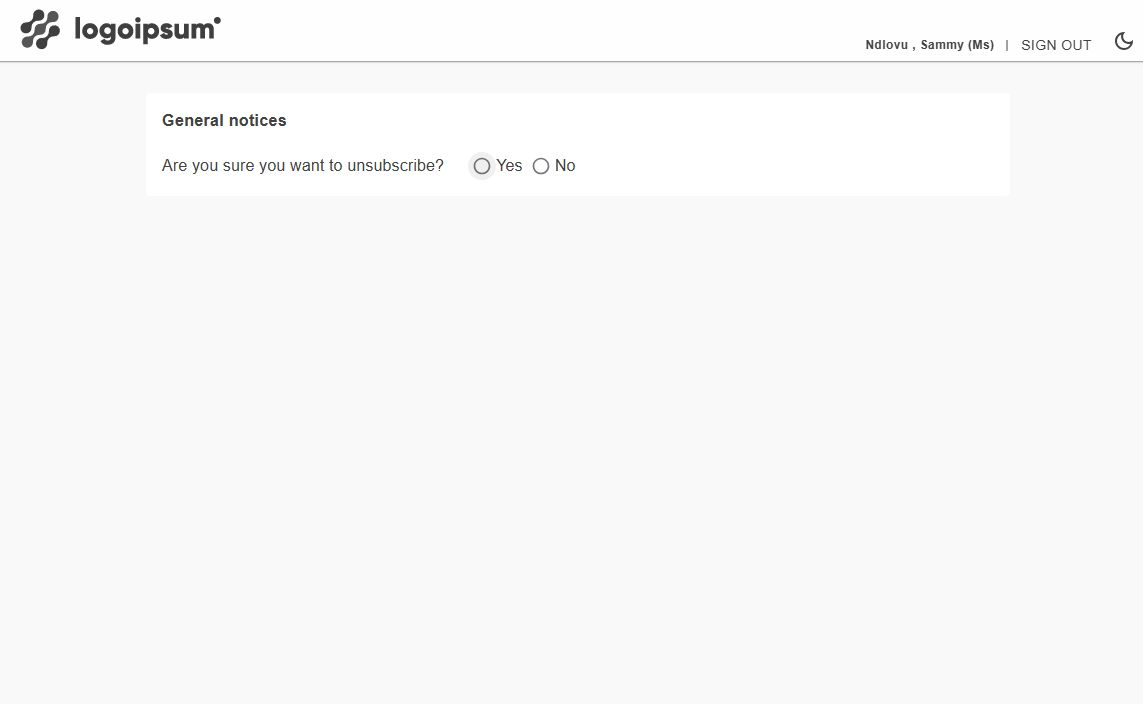 logoipsum
Ndlovu , Sammy (Ms) | SIGN OUT
General notices
Are you sure you want to unsubscribe? Yes No